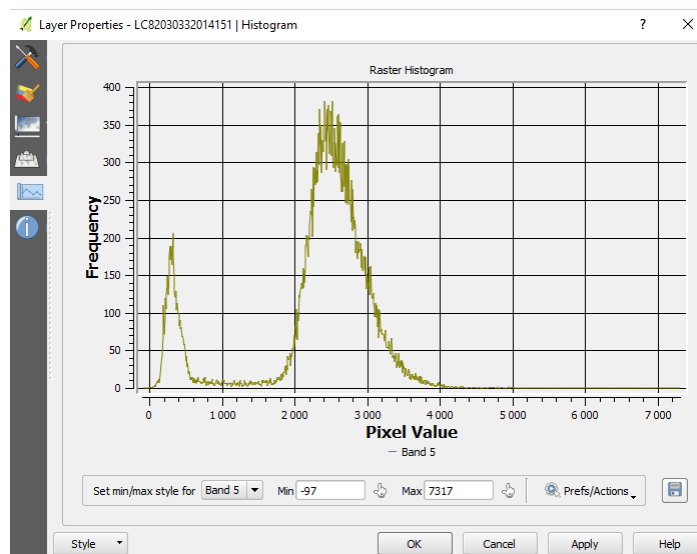 Layer Properties - LC82030332014151 | Histogram
? X
Raster Histogram
400
350
300
250
200
150
100
50
0
Frequency
0 1 000 2 000 3 000 4 000 5 000 6 000 7 000
Pixel Value
— Band 5
Set min/max style for Band 5 Min -97 Max 7317 Prefs/Actions
Style OK Cancel Apply Help